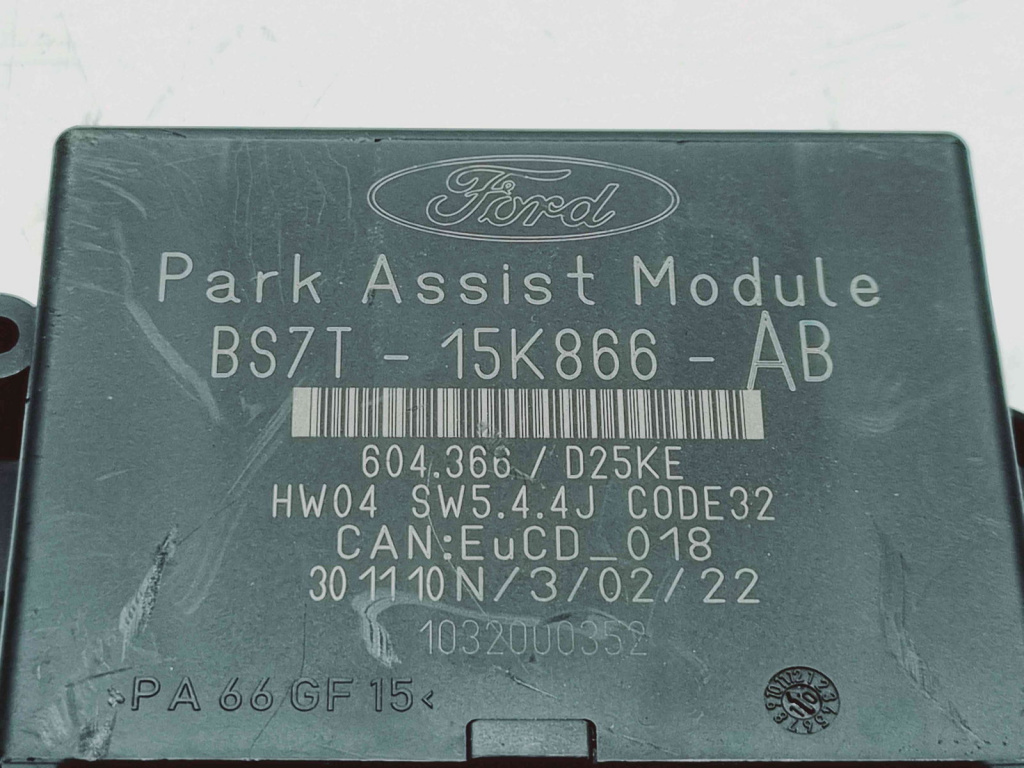 Ford
Park Assist Module
BS7T - 15K866 - AB
604.366 / D25KE
HW04 SW5.4.4J CODE32
CAN:EuCD_018
301110N/3/02/22
1032000352
>PA 66 GF 15<